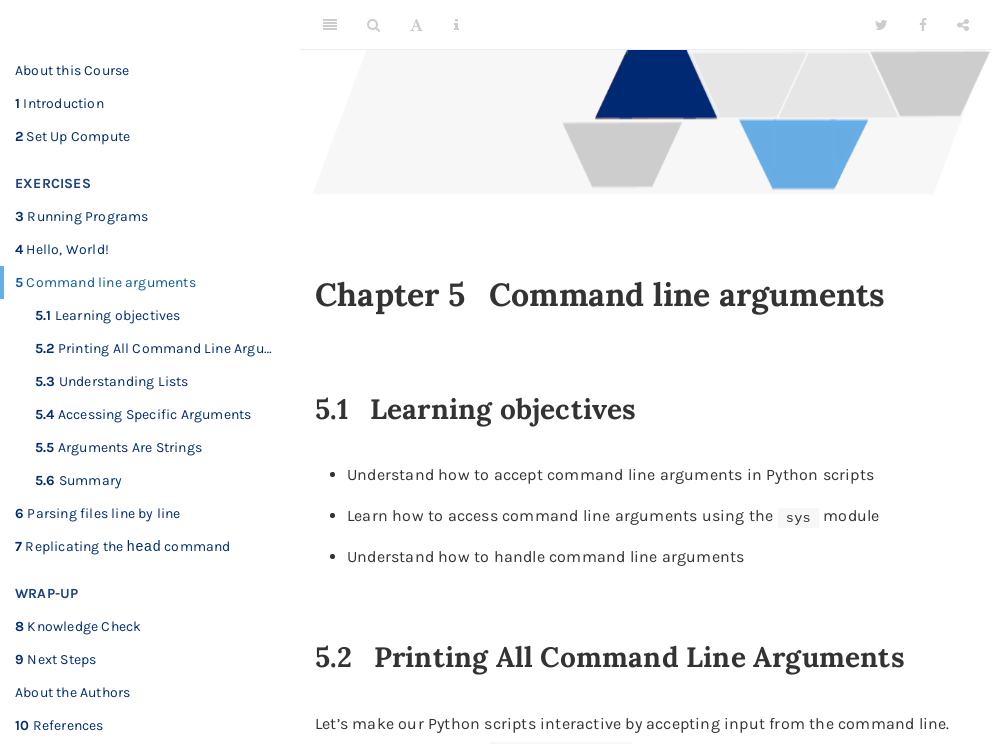 About this Course
1 Introduction
2 Set Up Compute
EXERCISES
3 Running Programs
4 Hello, World!
5 Command line arguments
5.1 Learning objectives
5.2 Printing All Command Line Argu...
5.3 Understanding Lists
5.4 Accessing Specific Arguments
5.5 Arguments Are Strings
5.6 Summary
6 Parsing files line by line
7 Replicating the head command
WRAP-UP
8 Knowledge Check
9 Next Steps
About the Authors
10 References
A
i
Chapter 5 Command line arguments
5.1 Learning objectives
• Understand how to accept command line arguments in Python scripts
• Learn how to access command line arguments using the sys module
• Understand how to handle command line arguments
5.2 Printing All Command Line Arguments
Let’s make our Python scripts interactive by accepting input from the command line.